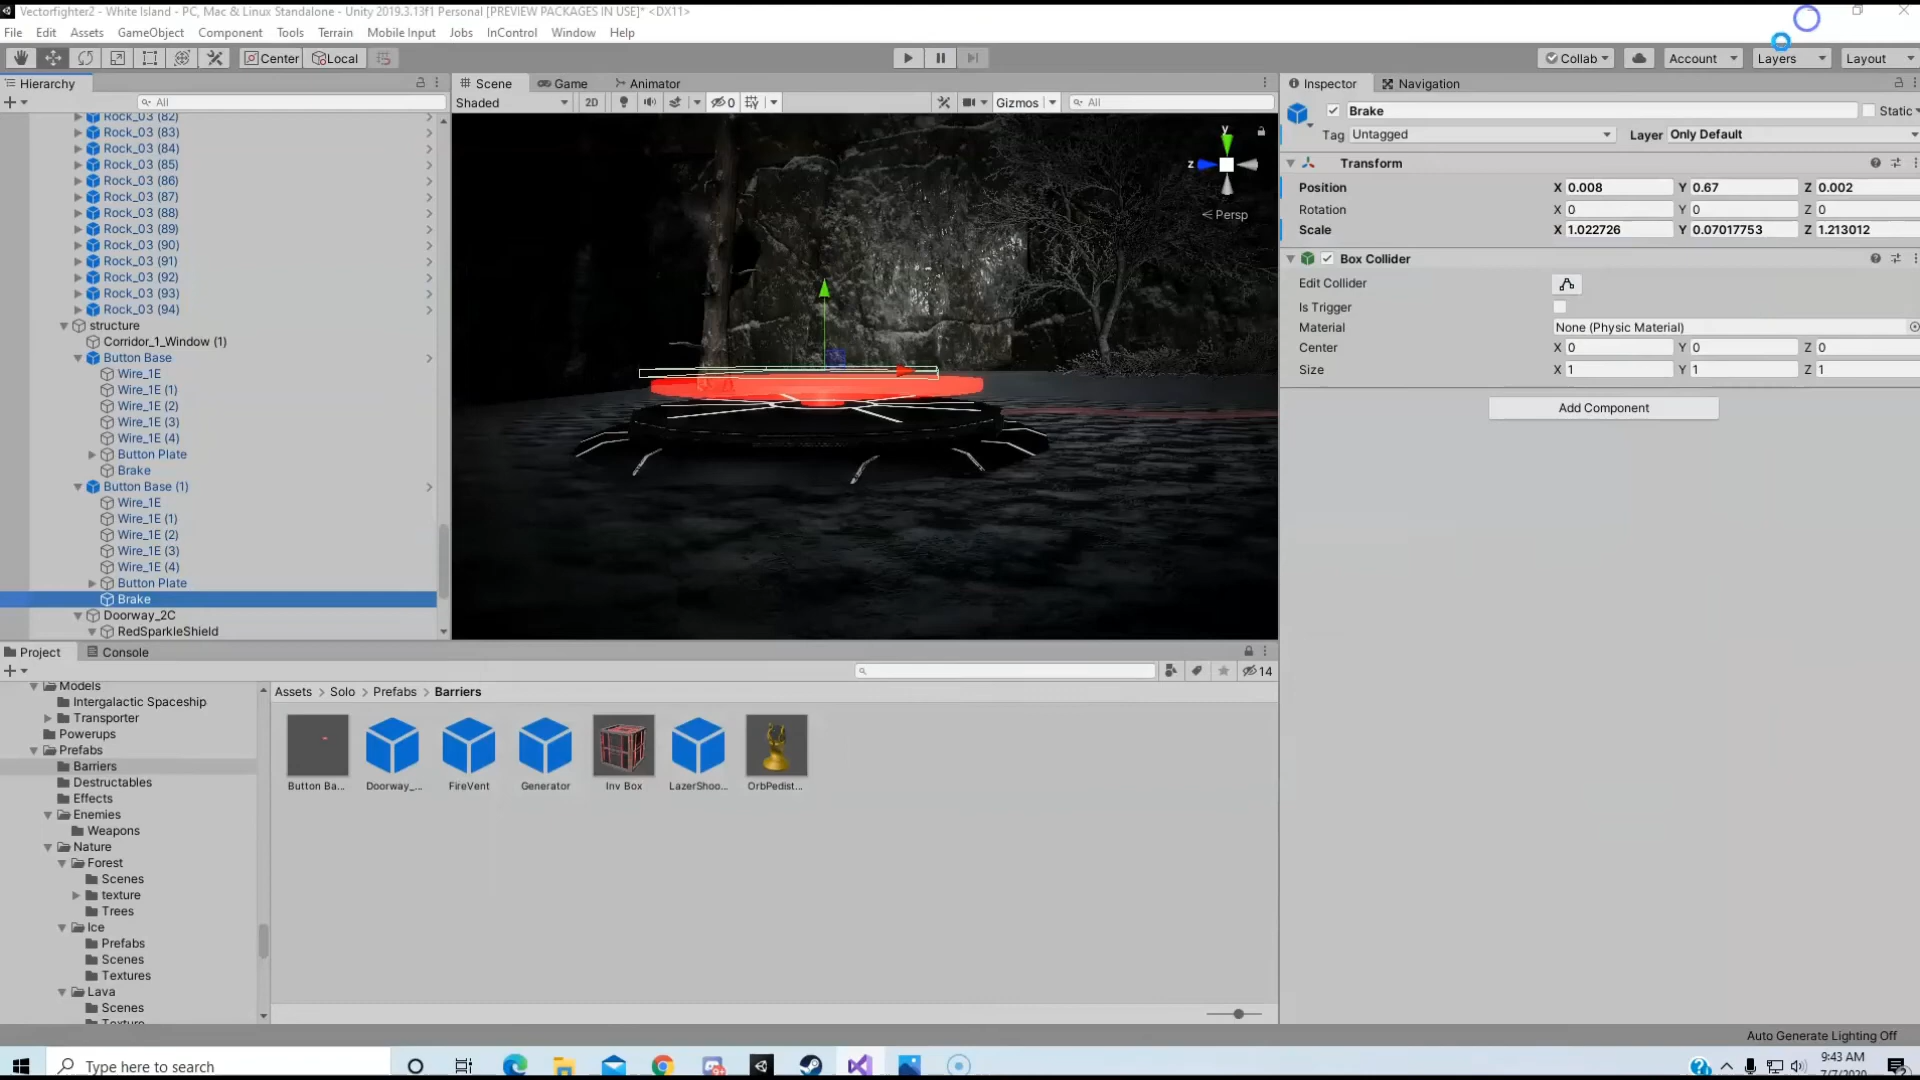 Vectorfighter2 - White Island - PC, Mac & Linux Standalone - Unity 2019.3.13f1 Personal [PREVIEW PACKAGES IN USE]* <DX11>
File Edit Assets GameObject Component Tools Terrain Mobile Input Jobs InControl Window Help
Center Local Collab Account Layers Layout
Hierarchy
All
Rock_03 (82)
Rock_03 (83)
Rock_03 (84)
Rock_03 (85)
Rock_03 (86)
Rock_03 (87)
Rock_03 (88)
Rock_03 (89)
Rock_03 (90)
Rock_03 (91)
Rock_03 (92)
Rock_03 (93)
Rock_03 (94)
structure
Corridor_1_Window (1)
Button Base
Wire_1E
Wire_1E (1)
Wire_1E (2)
Wire_1E (3)
Wire_1E (4)
Button Plate
Brake
Button Base (1)
Wire_1E
Wire_1E (1)
Wire_1E (2)
Wire_1E (3)
Wire_1E (4)
Button Plate
Brake
Doorway_2C
RedSparkleShield
Scene Game Animator
Shaded 2D 0 Gizmos All
y
z
< Persp
Inspector Navigation
Brake Static
Tag Untagged Layer Only Default
Transform
Position X 0.008 Y 0.67 Z 0.002
Rotation X 0 Y 0 Z 0
Scale X 1.022726 Y 0.07017753 Z 1.213012
Box Collider
Edit Collider
Is Trigger
Material None (Physic Material)
Center X 0 Y 0 Z 0
Size X 1 Y 1 Z 1
Add Component
Project Console
14
Models
Intergalactic Spaceship
Transporter
Powerups
Prefabs
Barriers
Destructables
Effects
Enemies
Weapons
Nature
Forest
Scenes
texture
Trees
Ice
Prefabs
Scenes
Textures
Lava
Scenes
Texture
Assets > Solo > Prefabs > Barriers
Button Ba... Doorway_... FireVent Generator Inv Box LazerShoo... OrbPedist...
Auto Generate Lighting Off
Type here to search
9:43 AM
7/7/2020